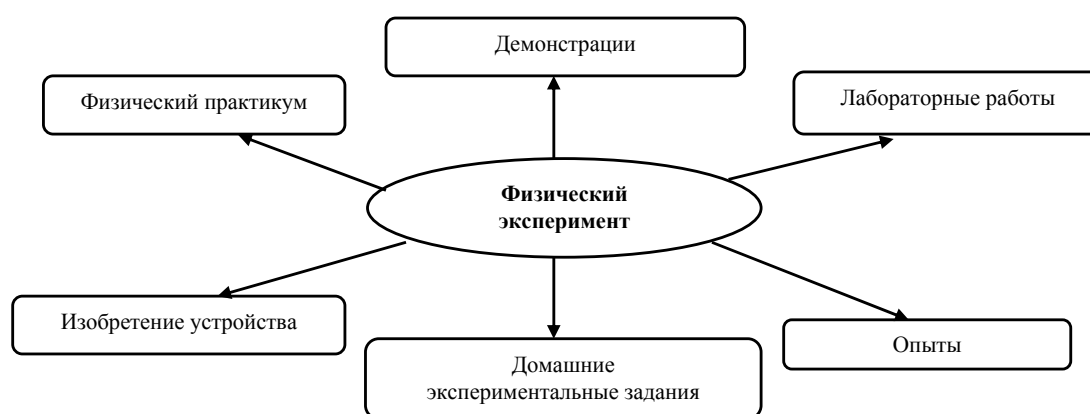 Демонстрации
Физический практикум
Лабораторные работы
Физический
эксперимент
Изобретение устройства
Домашние
экспериментальные задания
Опыты